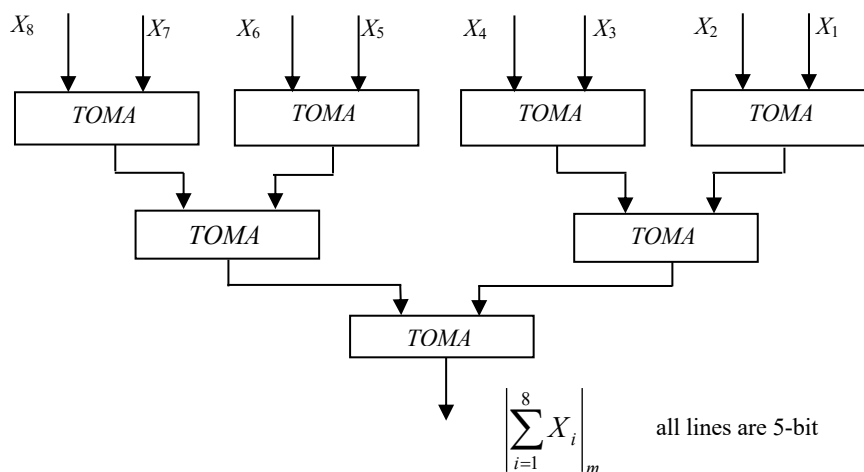 X8 X7 X6 X5 X4 X3 X2 X1
TOMA TOMA TOMA TOMA
TOMA TOMA
TOMA
|∑_{i=1}^{8} X_i|_m all lines are 5-bit